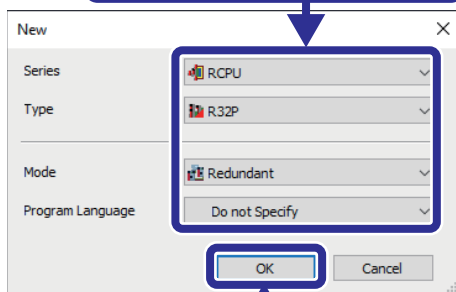 New
Series RCPU
Type R32P
Mode Redundant
Program Language Do not Specify
OK Cancel